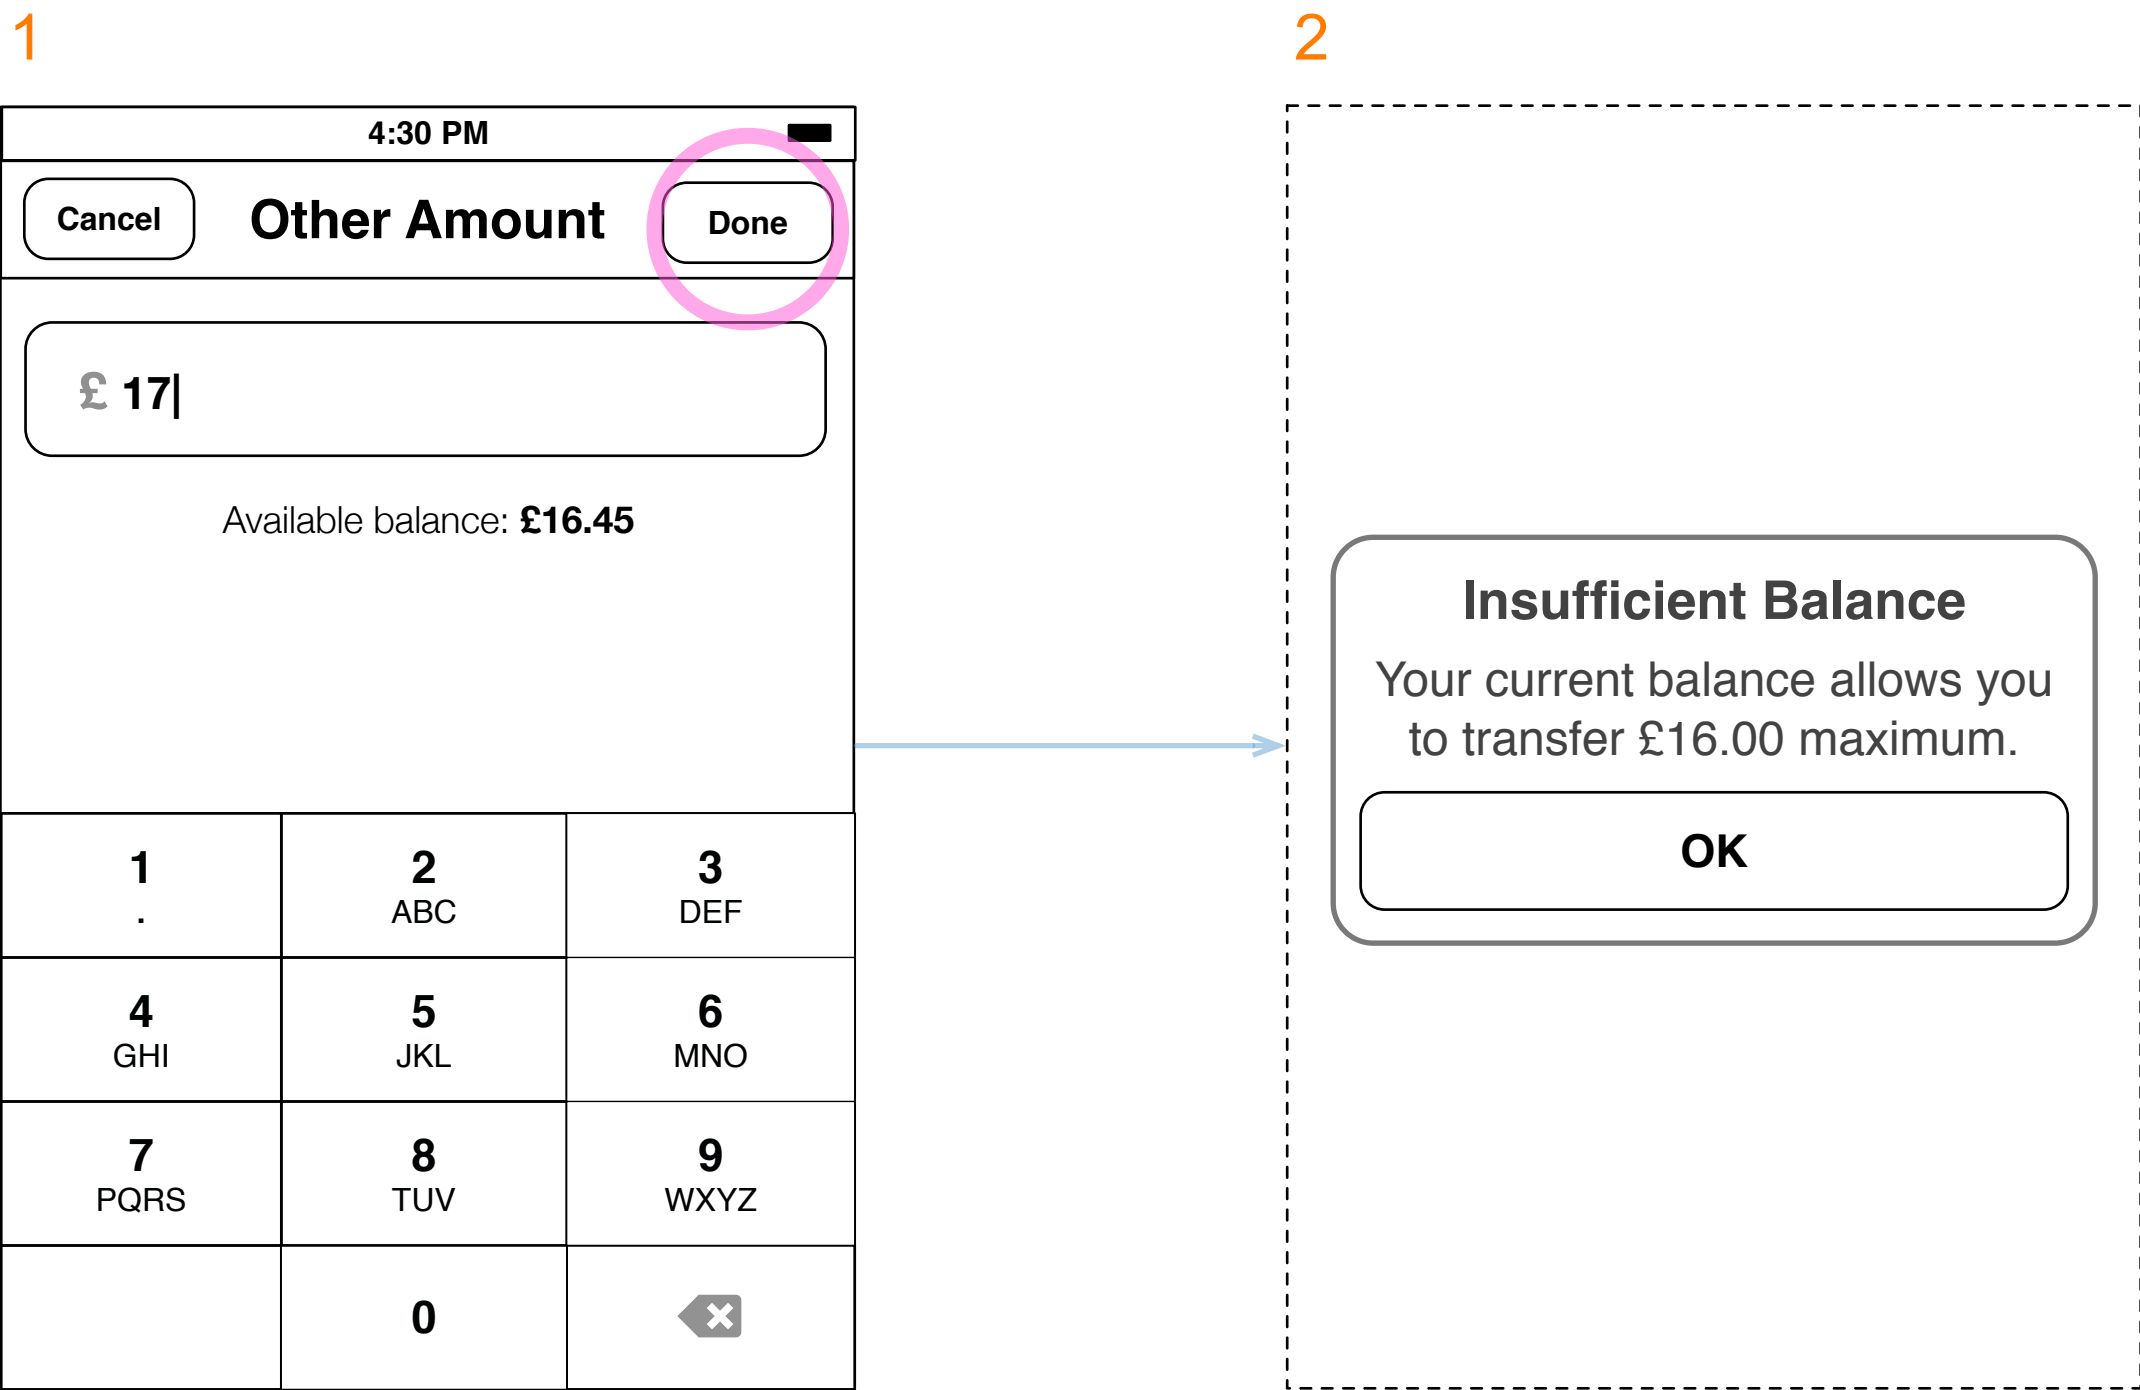 1
2
4:30 PM
Cancel
Other Amount
Done
£ 17
Available balance: £16.45
1
.
2
ABC
3
DEF
4
GHI
5
JKL
6
MNO
7
PQRS
8
TUV
9
WXYZ
0
Insufficient Balance
Your current balance allows you
to transfer £16.00 maximum.
OK